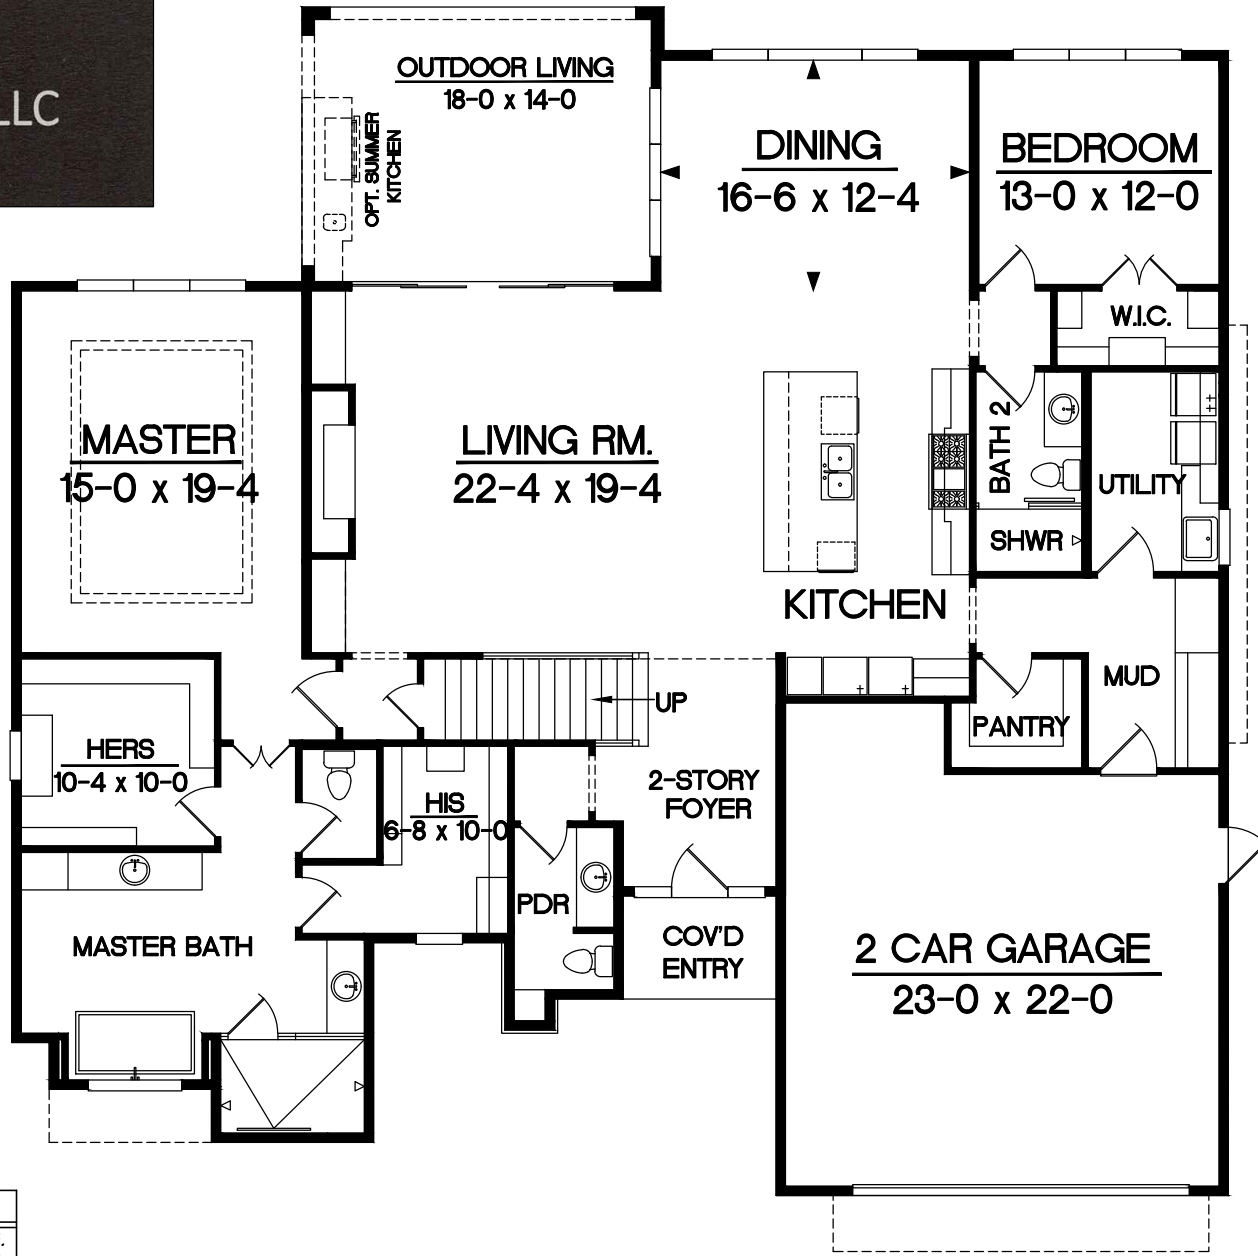 LLC
OUTDOOR LIVING
18-0 x 14-0
OPT. SUMMER
KITCHEN
DINING
16-6 x 12-4
BEDROOM
13-0 x 12-0
W.I.C.
MASTER
15-0 x 19-4
LIVING RM.
22-4 x 19-4
BATH 2
UTILITY
SHWR
KITCHEN
MUD
UP
PANTRY
HERS
10-4 x 10-0
HIS
6-8 x 10-0
2-STORY
FOYER
PDR
MASTER BATH
COV'D
ENTRY
2 CAR GARAGE
23-0 x 22-0